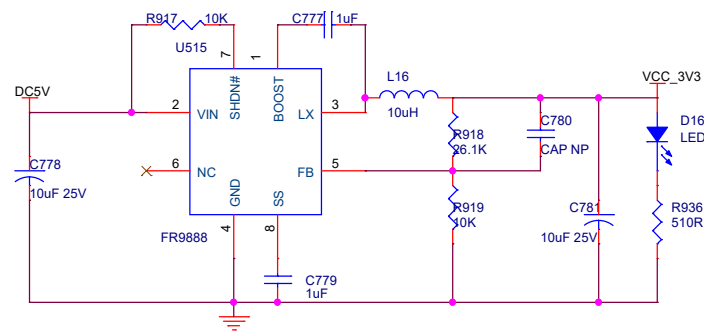 R917 10K
C777 1uF
U515
7
1
L16
10uH
DC5V
VCC_3V3
2 VIN SHDN# BOOST LX 3
D16
LED
C780
CAP NP
R918
26.1K
C778
10uF 25V
6 NC FB 5
GND SS
R919
10K
C781
10uF 25V
R936
510R
FR9888
4
8
C779
1uF